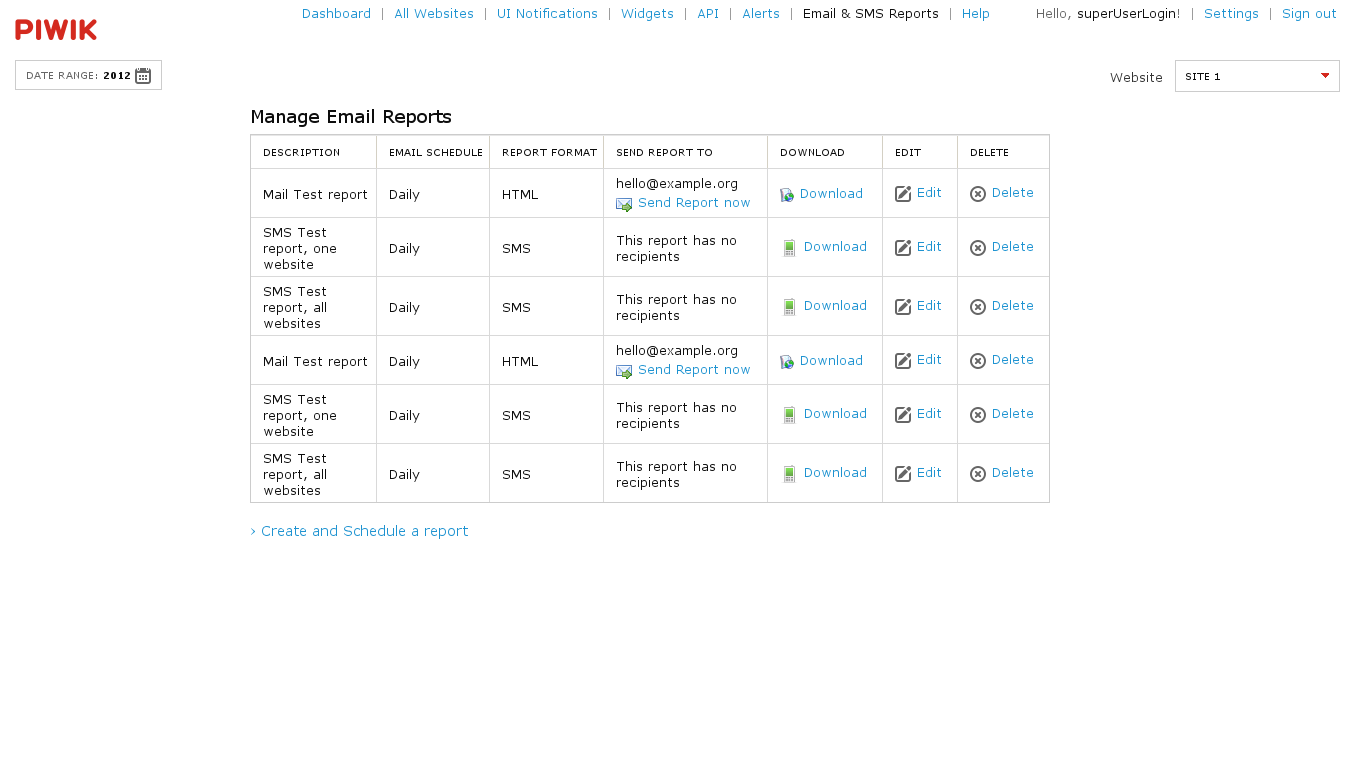 Dashboard | All Websites | UI Notifications | Widgets | API | Alerts | Email & SMS Reports | Help Hello, superUserLogin! | Settings | Sign out
PIWIK
DATE RANGE: 2012 Website SITE 1
Manage Email Reports
DESCRIPTION EMAIL SCHEDULE REPORT FORMAT SEND REPORT TO DOWNLOAD EDIT DELETE
Mail Test report Daily HTML hello@example.org
Send Report now Download Edit Delete
SMS Test
report, one
website Daily SMS This report has no
recipients Download Edit Delete
SMS Test
report, all
websites Daily SMS This report has no
recipients Download Edit Delete
Mail Test report Daily HTML hello@example.org
Send Report now Download Edit Delete
SMS Test
report, one
website Daily SMS This report has no
recipients Download Edit Delete
SMS Test
report, all
websites Daily SMS This report has no
recipients Download Edit Delete
› Create and Schedule a report